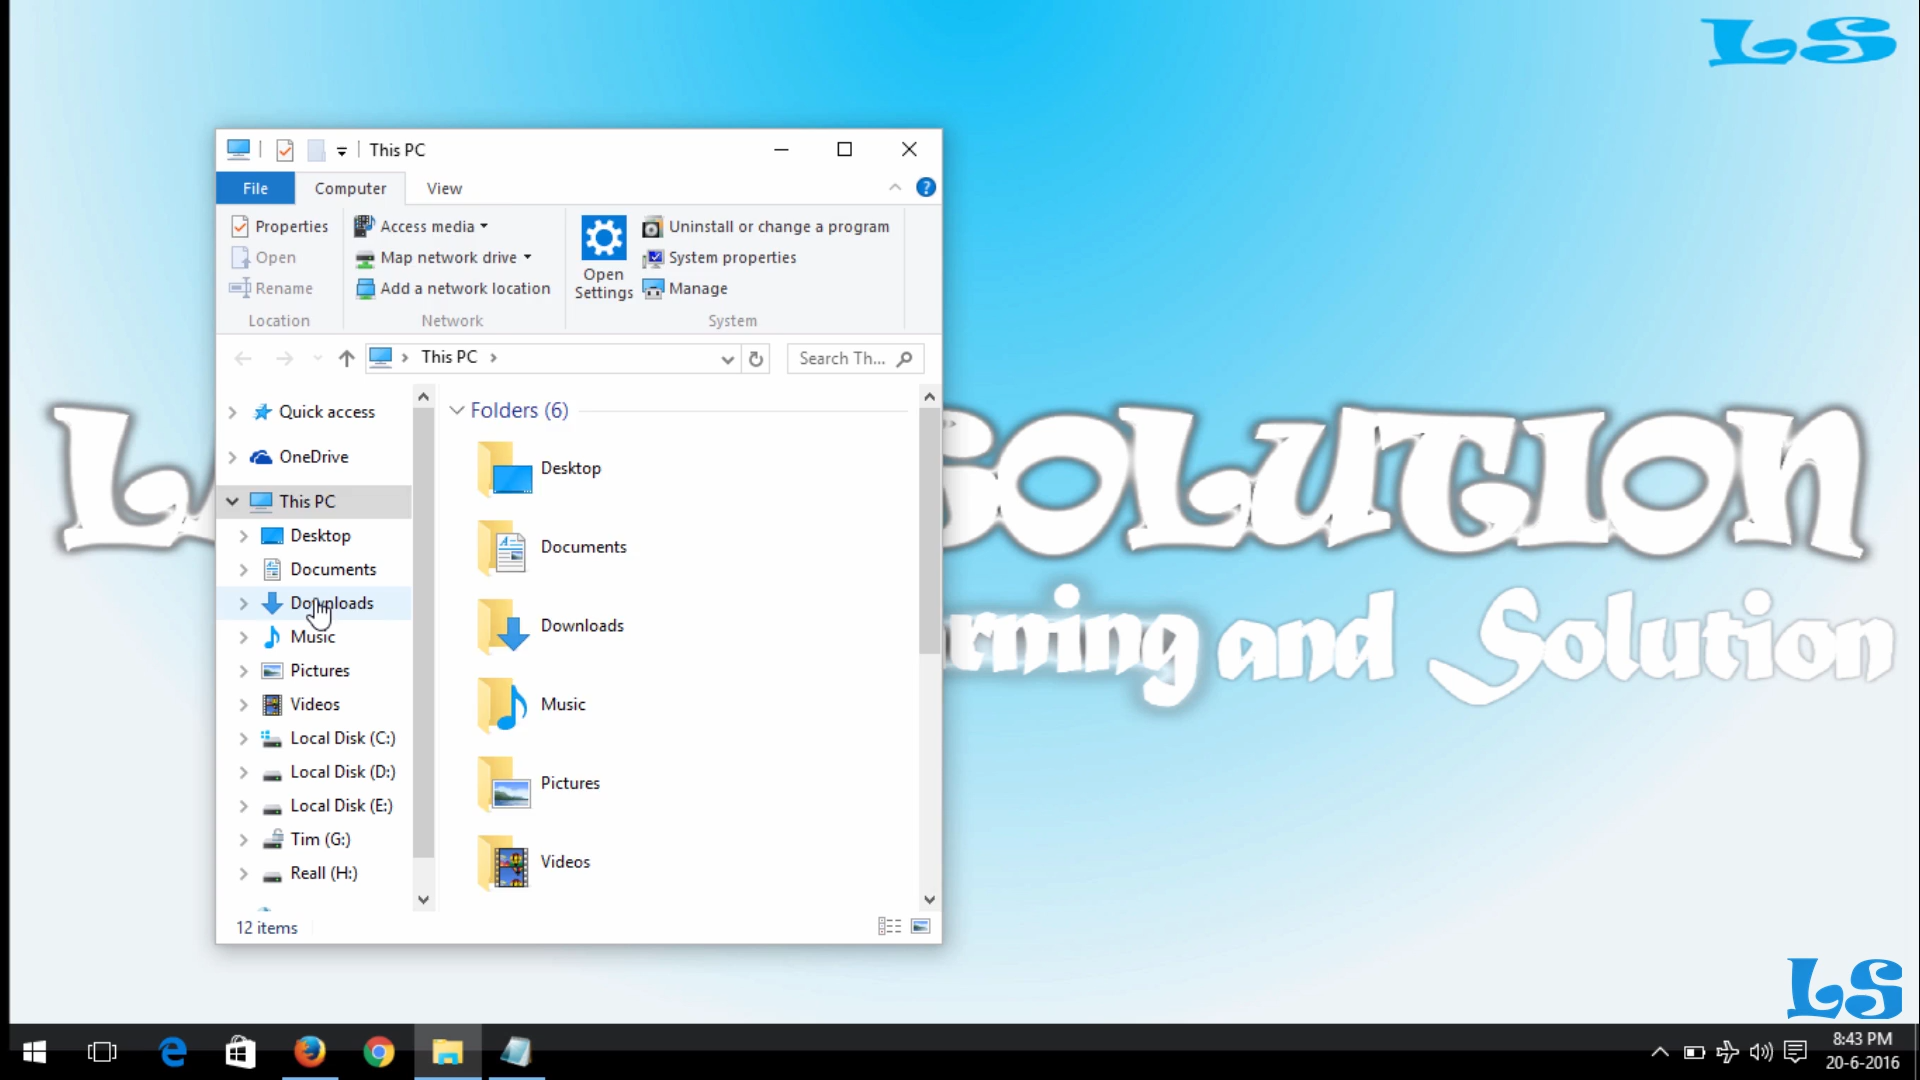 LS
This PC
File
Computer
View
Properties
Open
Rename
Location
Access media
Map network drive
Add a network location
Network
Open
Settings
Uninstall or change a program
System properties
Manage
System
This PC
Search Th...
Quick access
OneDrive
This PC
Desktop
Documents
Downloads
Music
Pictures
Videos
Local Disk (C:)
Local Disk (D:)
Local Disk (E:)
Tim (G:)
Reall (H:)
Folders (6)
Desktop
Documents
Downloads
Music
Pictures
Videos
12 items
SOLUTION
rning and Solution
LS
8:43 PM
20-6-2016